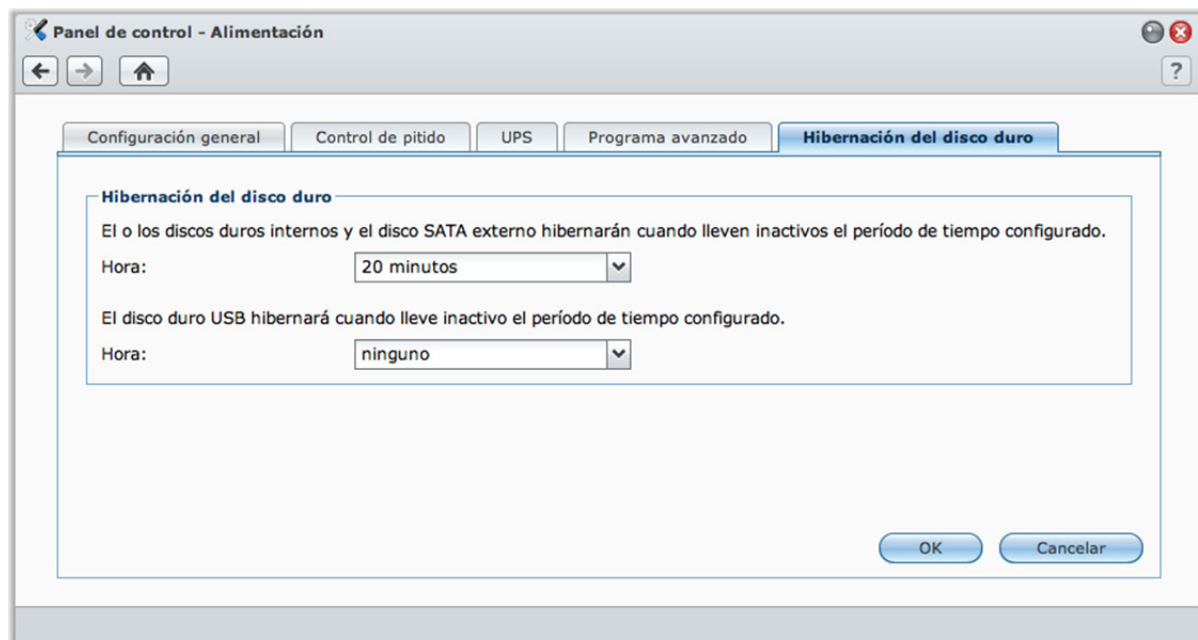 Panel de control - Alimentación
?
Configuración general Control de pitido UPS Programa avanzado Hibernación del disco duro
Hibernación del disco duro
El o los discos duros internos y el disco SATA externo hibernarán cuando lleven inactivos el período de tiempo configurado.
Hora: 20 minutos
El disco duro USB hibernará cuando lleve inactivo el período de tiempo configurado.
Hora: ninguno
OK Cancelar